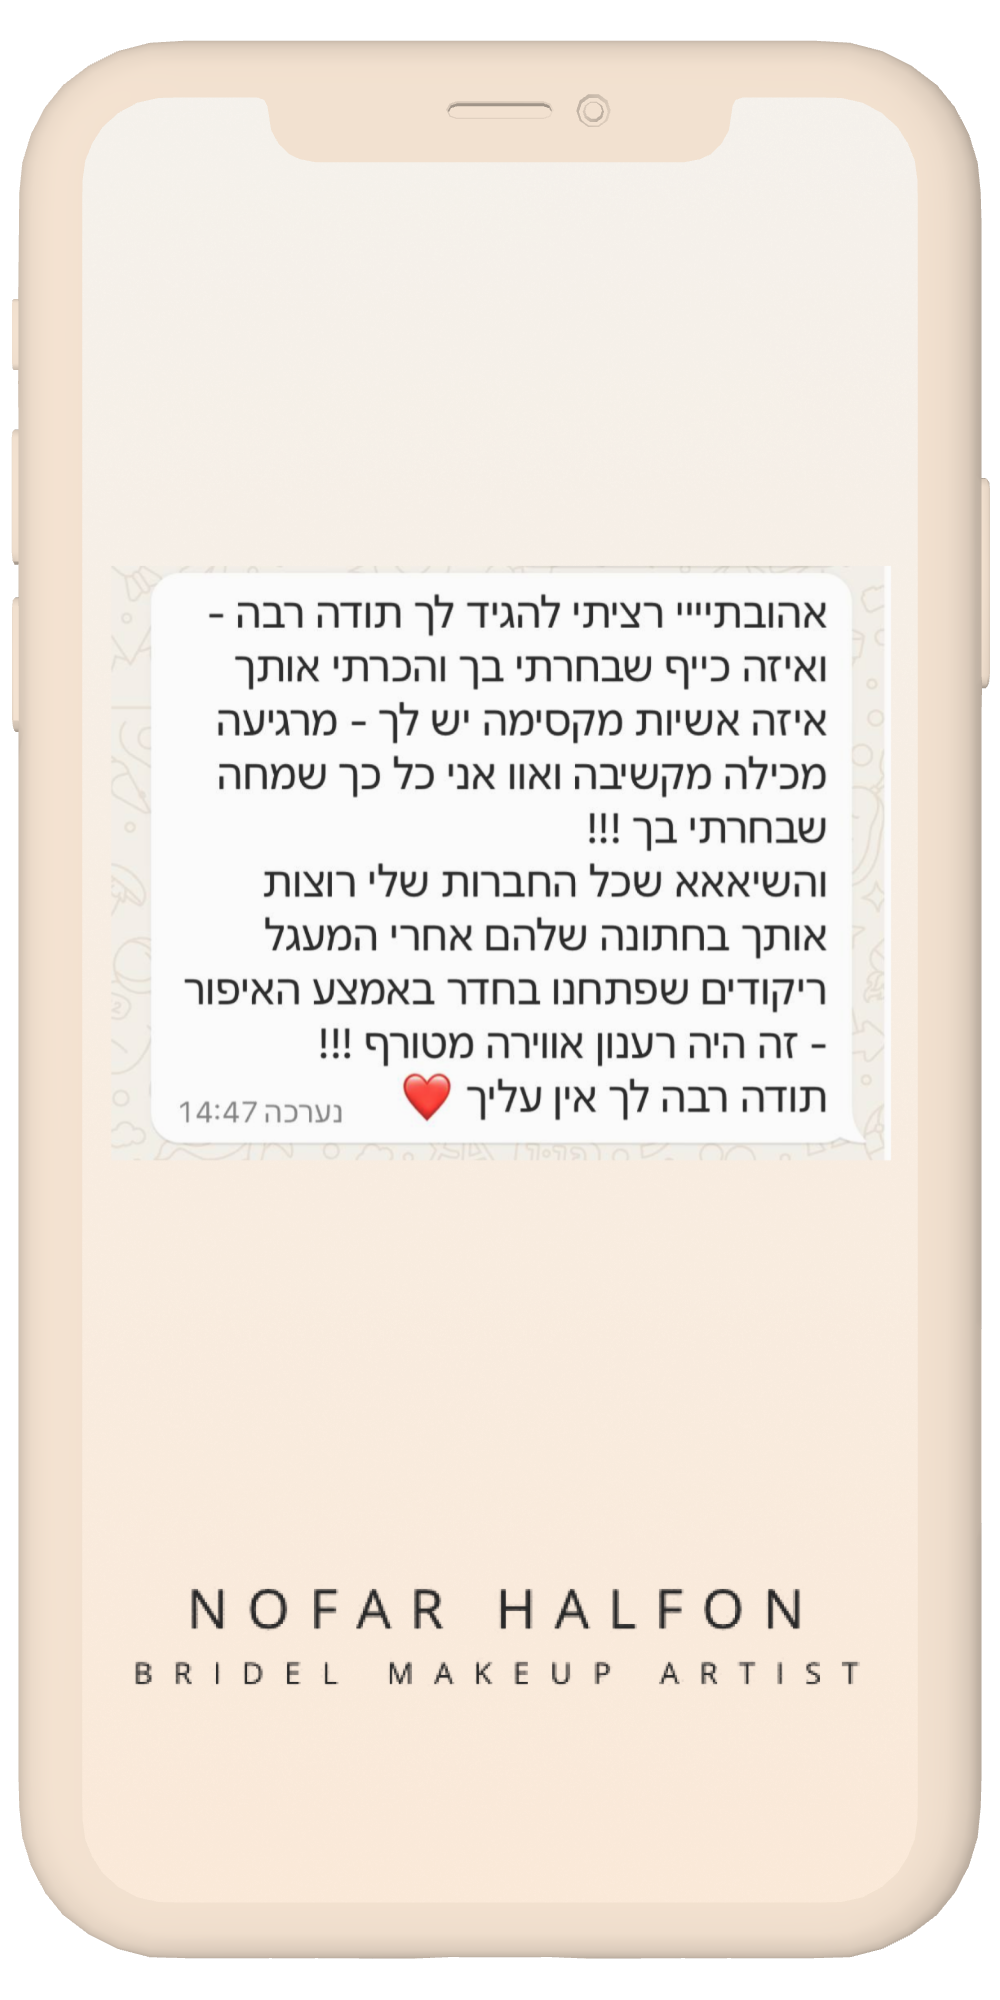 אהובתיייי רציתי להגיד לך תודה רבה -
ואיזה כייף שבחרתי בך והכרתי אותך
איזה אשיות מקסימה יש לך - מרגיעה
מכילה מקשיבה ואוו אני כל כך שמחה
שבחרתי בך !!!
והשיאאא שכל החברות שלי רוצות
אותך בחתונה שלהם אחרי המעגל
ריקודים שפתחנו בחדר באמצע האיפור
- זה היה רענון אווירה מטורף !!!
תודה רבה לך אין עליך ❤️
נערכה 14:47
NOFAR HALFON
BRIDEL MAKEUP ARTIST